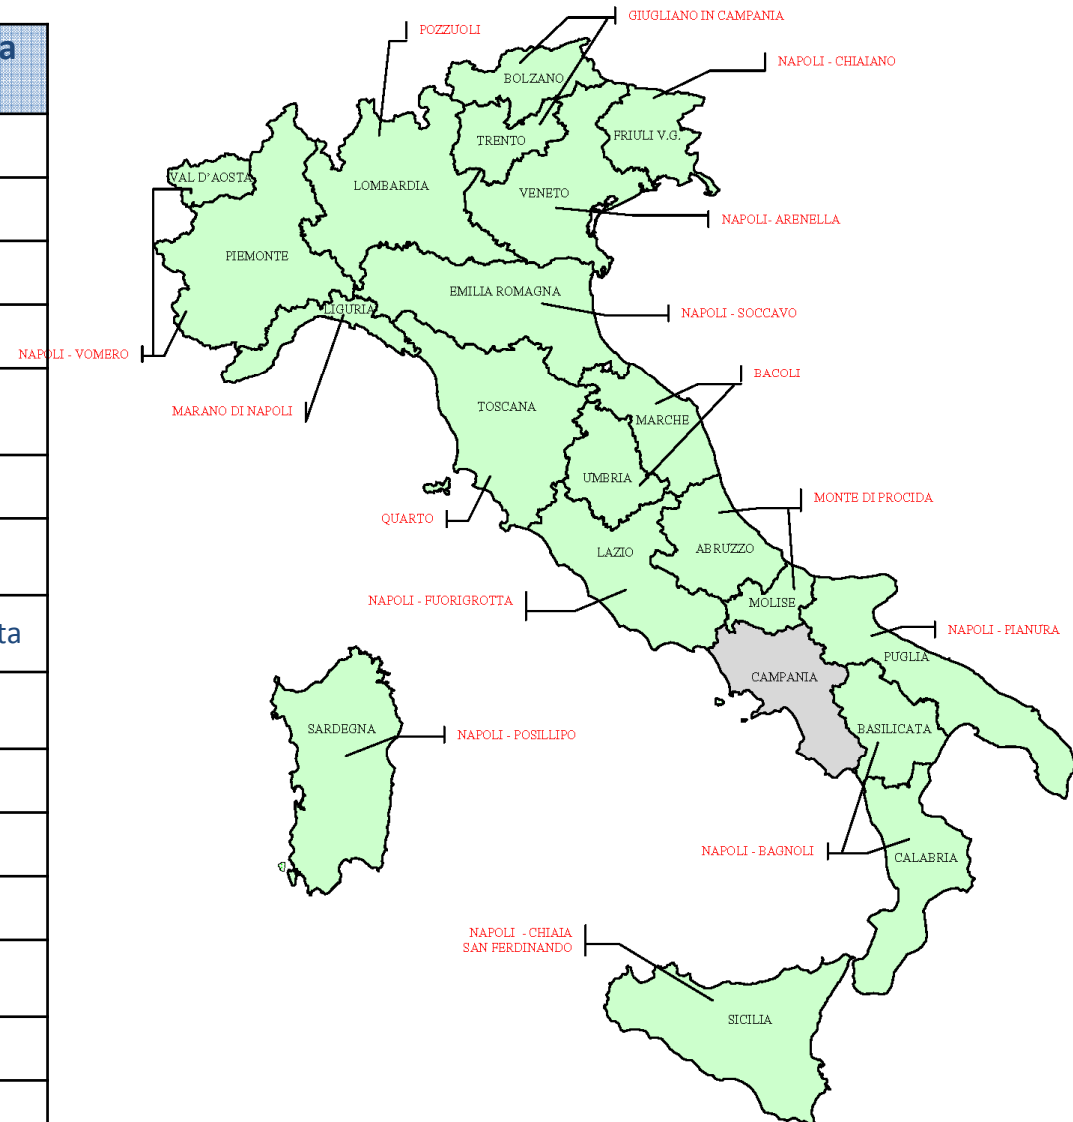 a
ta
POZZUOLI
GIUGLIANO IN CAMPANIA
NAPOLI - CHIAIANO
BOLZANO
TRENTO
FRIULI V.G.
VAL D'AOSTA
LOMBARDIA
VENETO
NAPOLI- ARENELLA
PIEMONTE
EMILIA ROMAGNA
LIGURIA
NAPOLI - SOCCAVO
NAPOLI - VOMERO
BACOLI
MARANO DI NAPOLI
TOSCANA
MARCHE
UMBRIA
MONTE DI PROCIDA
QUARTO
LAZIO
ABRUZZO
NAPOLI - FUORIGROTTA
MOLISE
NAPOLI - PIANURA
PUGLIA
CAMPANIA
SARDEGNA
NAPOLI - POSILLIPO
BASILICATA
NAPOLI - BAGNOLI
CALABRIA
NAPOLI - CHIAIA
SAN FERDINANDO
SICILIA